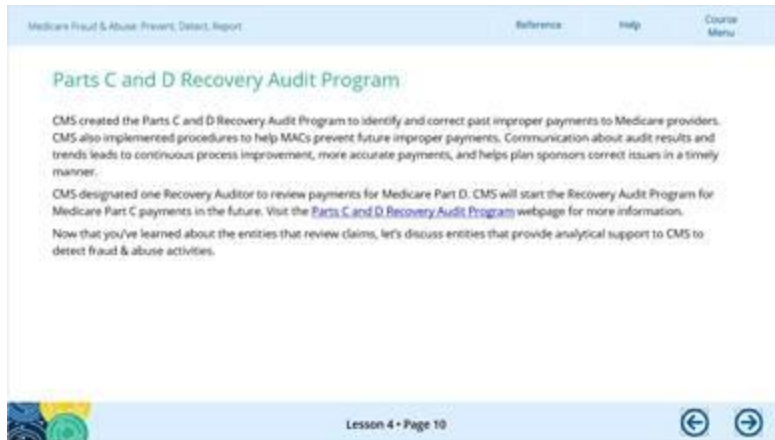 Medicare Fraud & Abuse: Prevent, Detect, Report
Reference
Help
Course
Menu
Parts C and D Recovery Audit Program
CMS created the Parts C and D Recovery Audit Program to identify and correct past improper payments to Medicare providers.
CMS also implemented procedures to help MACs prevent future improper payments. Communication about audit results and
trends leads to continuous process improvement, more accurate payments, and helps plan sponsors correct issues in a timely
manner.
CMS designated one Recovery Auditor to review payments for Medicare Part D. CMS will start the Recovery Audit Program for
Medicare Part C payments in the future. Visit the Parts C and D Recovery Audit Program webpage for more information.
Now that you've learned about the entities that review claims, let's discuss entities that provide analytical support to CMS to
detect fraud & abuse activities.
Lesson 4 • Page 10